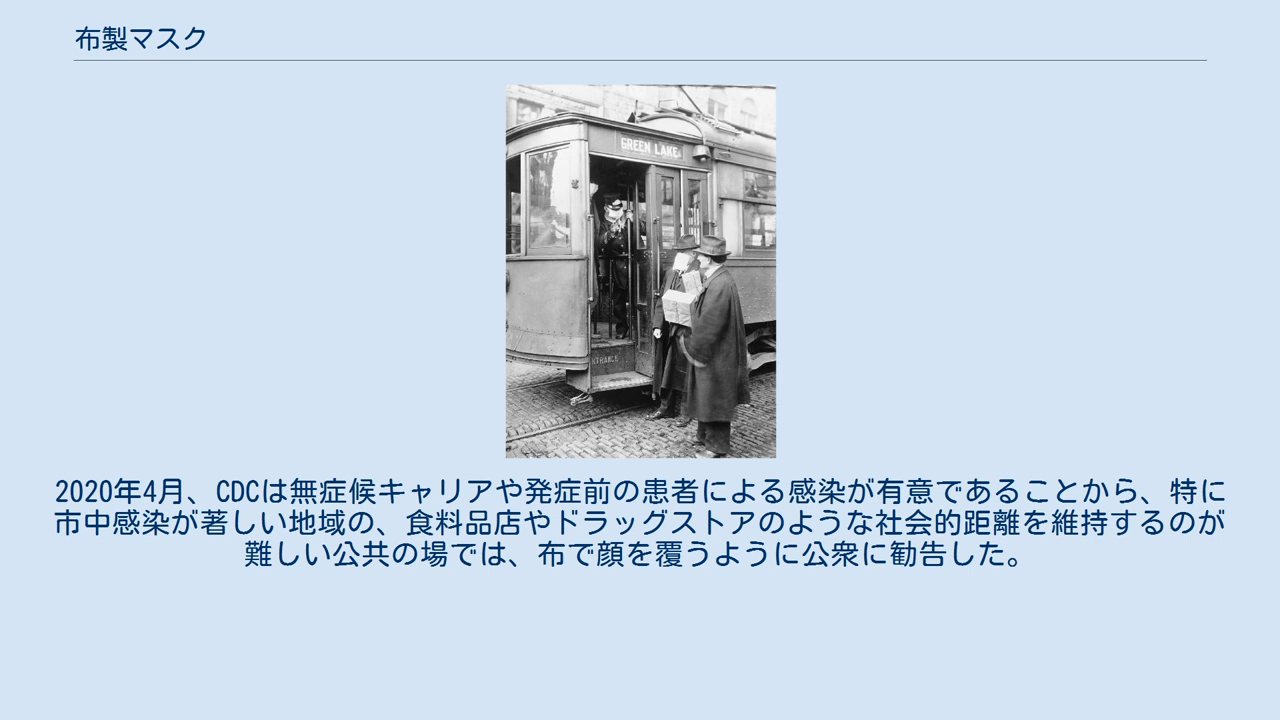 布製マスク
GREEN LAKE
2020年4月、CDCは無症候キャリアや発症前の患者による感染が有意であることから、特に
市中感染が著しい地域の、食料品店やドラッグストアのような社会的距離を維持するのが
難しい公共の場では、布で顔を覆うように公衆に勧告した。